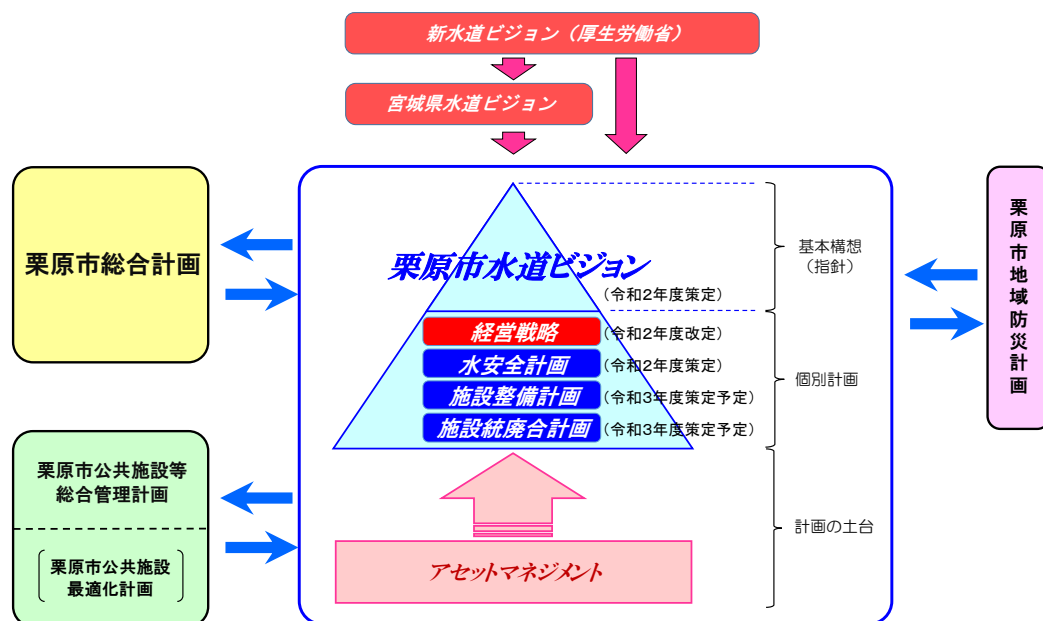 新水道ビジョン（厚生労働省）
宮城県水道ビジョン
栗原市総合計画
栗原市水道ビジョン
（令和2年度策定）
基本構想
（指針）
経営戦略
（令和2年度改定）
水安全計画
（令和2年度策定）
施設整備計画
（令和3年度策定予定）
施設統廃合計画
（令和3年度策定予定）
個別計画
栗原市地域防災計画
栗原市公共施設等
総合管理計画
栗原市公共施設
最適化計画
アセットマネジメント
計画の土台